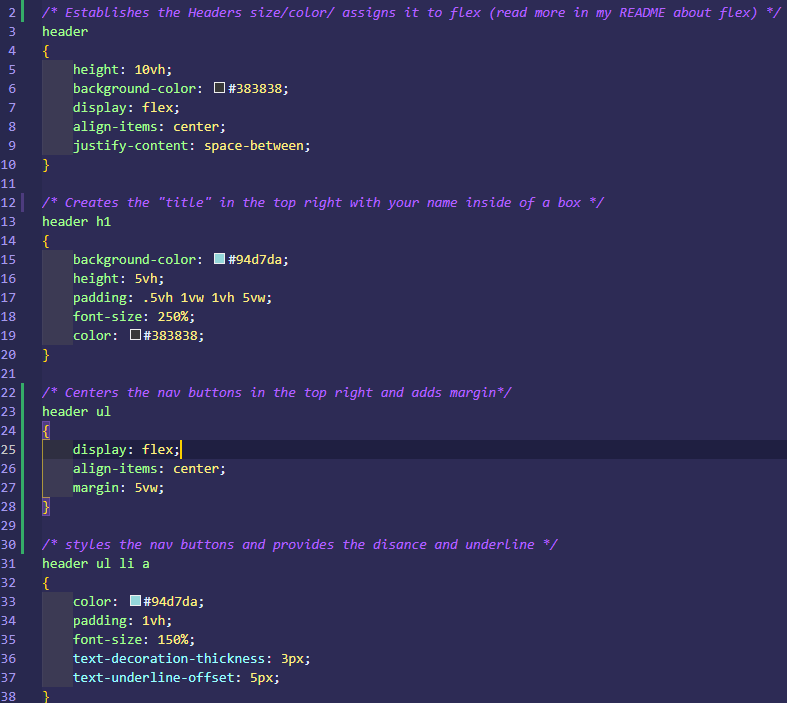 2 /* Establishes the Headers size/color/ assigns it to flex (read more in my README about flex) */
3 header
4 {
5 height: 10vh;
6 background-color: #383838;
7 display: flex;
8 align-items: center;
9 justify-content: space-between;
10 }
11
12 /* Creates the "title" in the top right with your name inside of a box */
13 header h1
14 {
15 background-color: #94d7da;
16 height: 5vh;
17 padding: .5vh 1vw 1vh 5vw;
18 font-size: 250%;
19 color: #383838;
20 }
21
22 /* Centers the nav buttons in the top right and adds margin*/
23 header ul
24 {
25 display: flex;
26 align-items: center;
27 margin: 5vw;
28 }
29
30 /* styles the nav buttons and provides the disance and underline */
31 header ul li a
32 {
33 color: #94d7da;
34 padding: 1vh;
35 font-size: 150%;
36 text-decoration-thickness: 3px;
37 text-underline-offset: 5px;
38 }